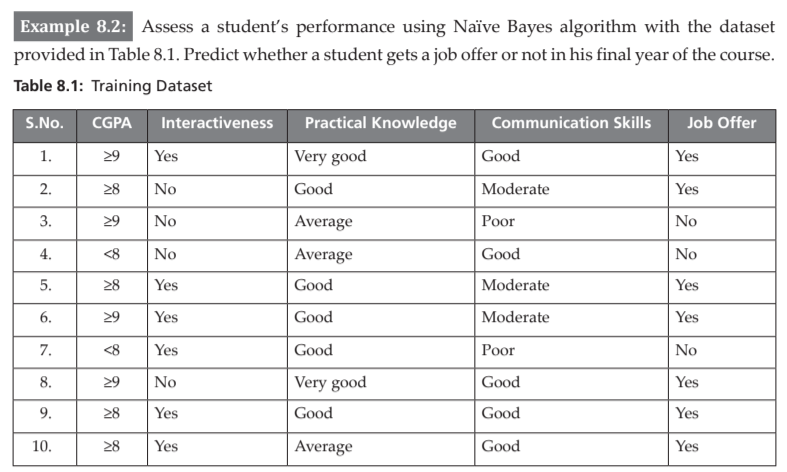 Example 8.2: Assess a student's performance using Naïve Bayes algorithm with the dataset
provided in Table 8.1. Predict whether a student gets a job offer or not in his final year of the course.
Table 8.1: Training Dataset
S.No. CGPA Interactiveness Practical Knowledge Communication Skills Job Offer
1. ≥9 Yes Very good Good Yes
2. ≥8 No Good Moderate Yes
3. ≥9 No Average Poor No
4. <8 No Average Good No
5. ≥8 Yes Good Moderate Yes
6. ≥9 Yes Good Moderate Yes
7. <8 Yes Good Poor No
8. ≥9 No Very good Good Yes
9. ≥8 Yes Good Good Yes
10. ≥8 Yes Average Good Yes